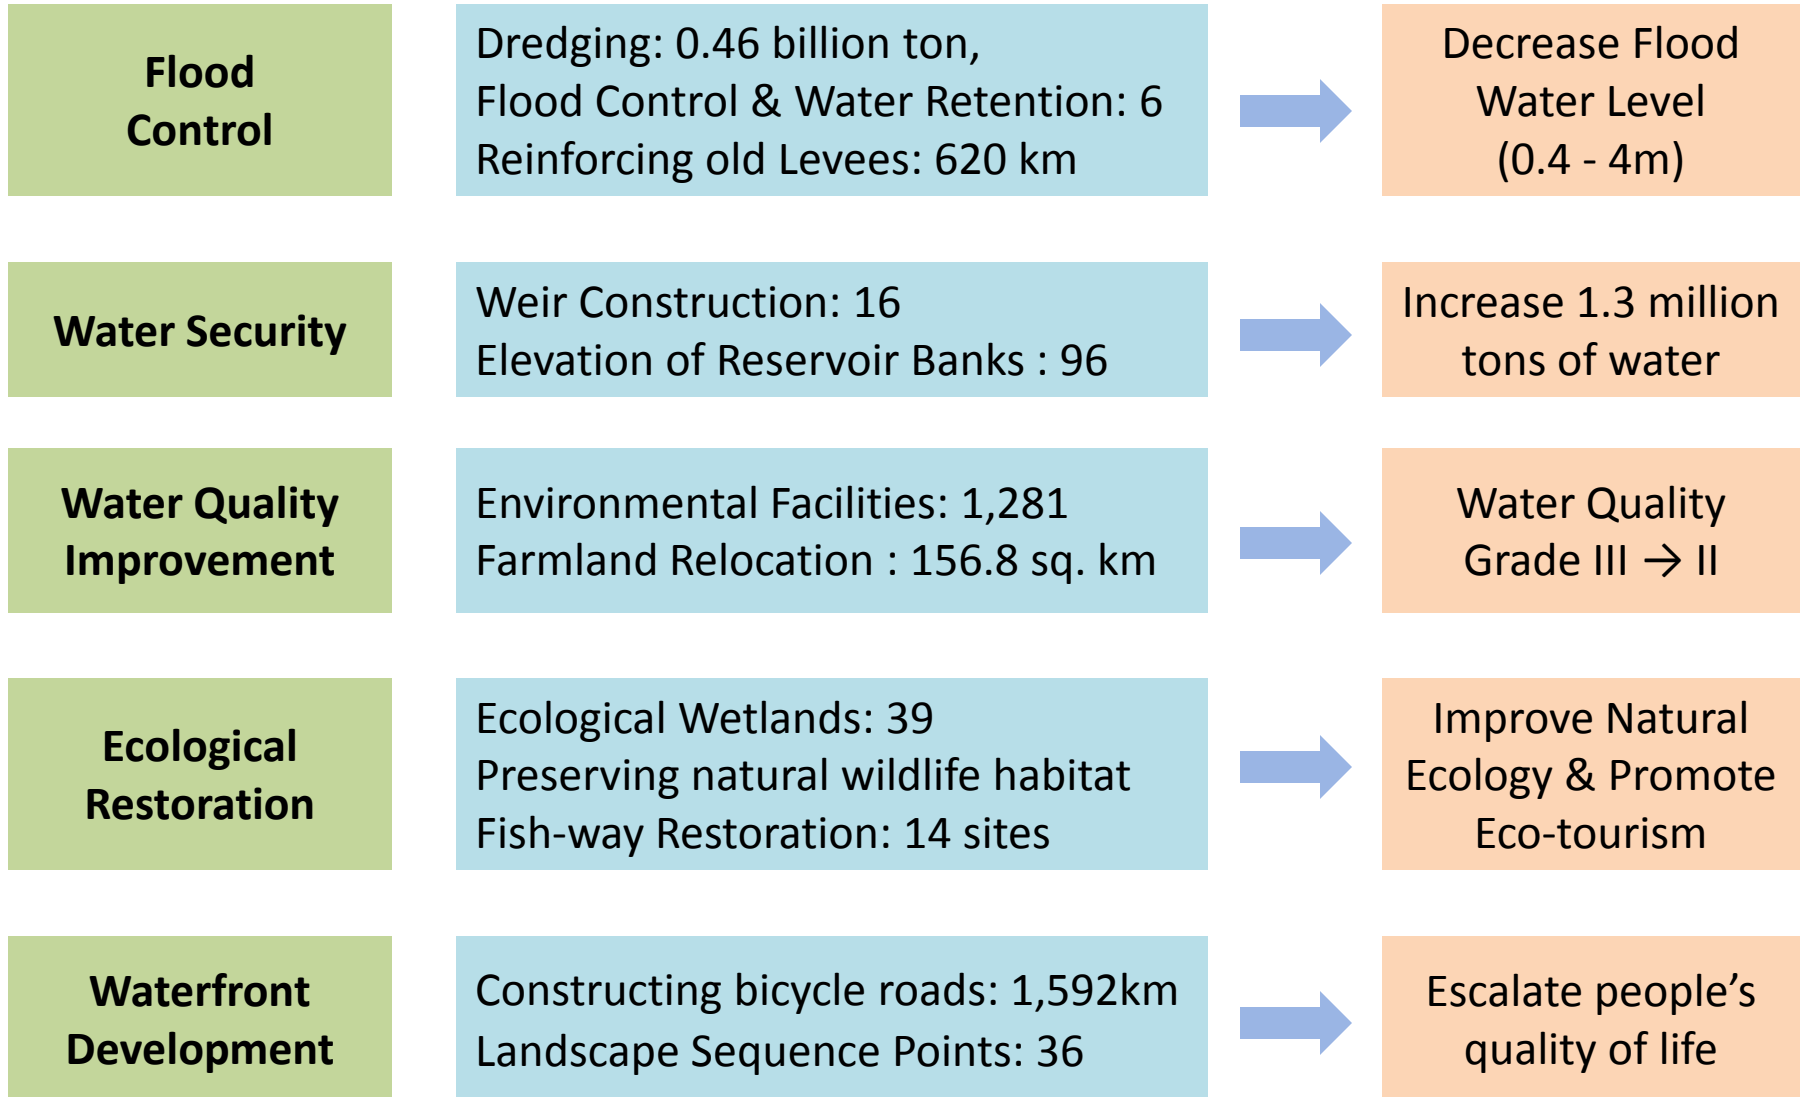 Flood
Control
Dredging: 0.46 billion ton,
Flood Control & Water Retention: 6
Reinforcing old Levees: 620 km
Decrease Flood
Water Level
(0.4 - 4m)
Water Security
Weir Construction: 16
Elevation of Reservoir Banks : 96
Increase 1.3 million
tons of water
Water Quality
Improvement
Environmental Facilities: 1,281
Farmland Relocation : 156.8 sq. km
Water Quality
Grade III → II
Ecological
Restoration
Ecological Wetlands: 39
Preserving natural wildlife habitat
Fish-way Restoration: 14 sites
Improve Natural
Ecology & Promote
Eco-tourism
Waterfront
Development
Constructing bicycle roads: 1,592km
Landscape Sequence Points: 36
Escalate people’s
quality of life